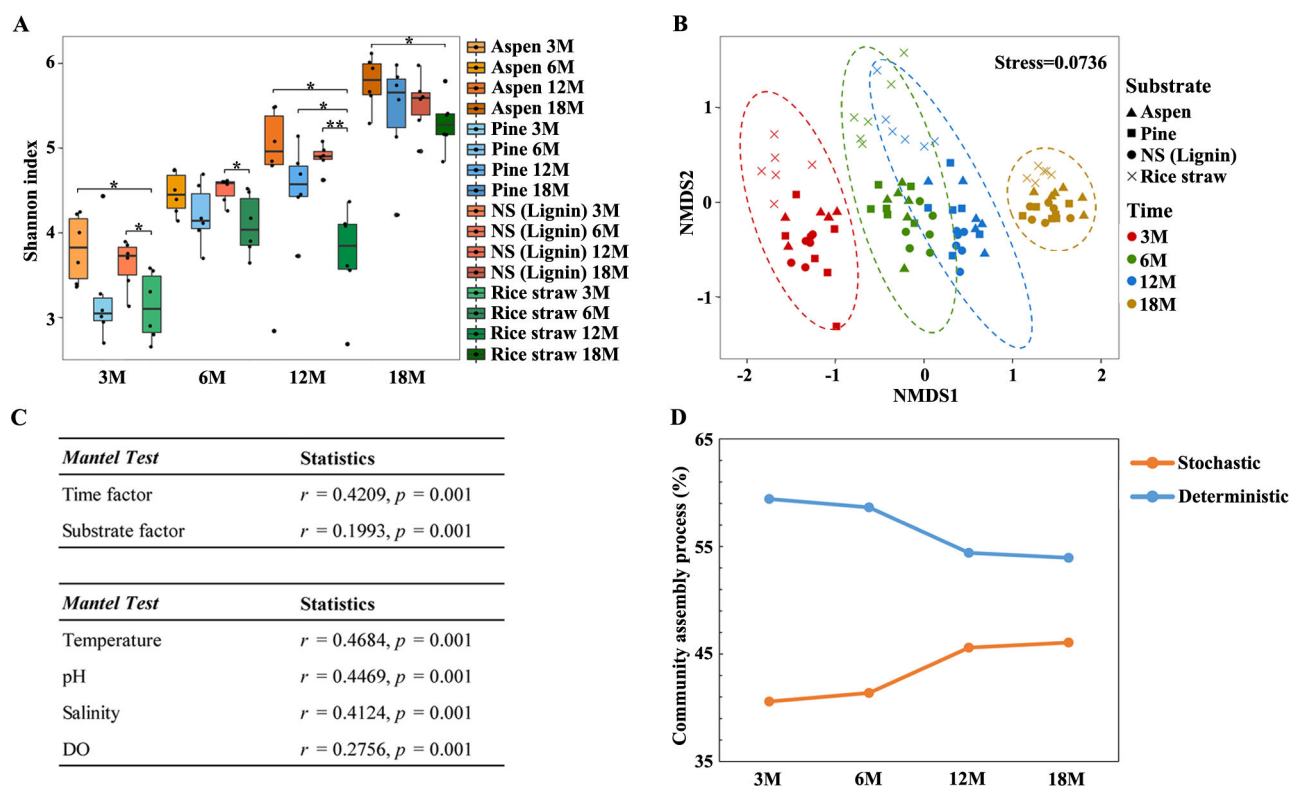 A
Shannon index
6
5
4
3
*
*
*
*
*
**
*
3M
6M
12M
18M
Aspen 3M
Aspen 6M
Aspen 12M
Aspen 18M
Pine 3M
Pine 6M
Pine 12M
Pine 18M
NS (Lignin) 3M
NS (Lignin) 6M
NS (Lignin) 12M
NS (Lignin) 18M
Rice straw 3M
Rice straw 6M
Rice straw 12M
Rice straw 18M
B
Stress=0.0736
NMDS2
1
0
-1
-2
-1
0
1
2
NMDS1
Substrate
Aspen
Pine
NS (Lignin)
Rice straw
Time
3M
6M
12M
18M
C
Mantel Test Statistics
Time factor r = 0.4209, p = 0.001
Substrate factor r = 0.1993, p = 0.001
Mantel Test Statistics
Temperature r = 0.4684, p = 0.001
pH r = 0.4469, p = 0.001
Salinity r = 0.4124, p = 0.001
DO r = 0.2756, p = 0.001
D
Community assembly process (%)
65
55
45
35
3M
6M
12M
18M
Stochastic
Deterministic